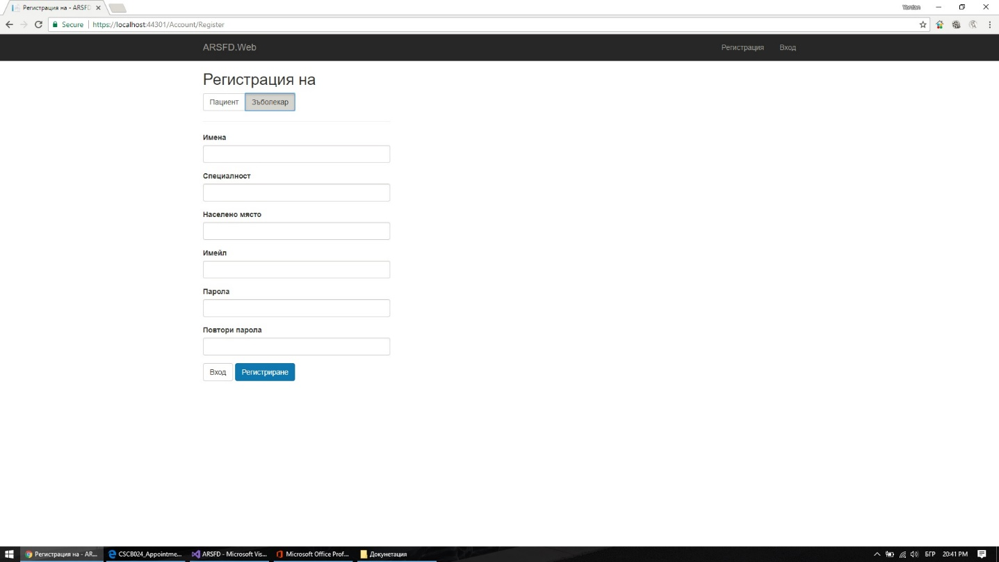 Регистрация на - ARSFD
Yordan
Secure
https://localhost:44301/Account/Register
ARSFD.Web
Регистрация
Вход
Регистрация на
Пациент
Зъболекар
Имена
Специалност
Населено място
Имейл
Парола
Повтори парола
Вход
Регистриране
Регистрация на - AR...
CSCB024_Appointme...
ARSFD - Microsoft Vis...
Microsoft Office Prof...
Докунетация
БГР
20:41 PM